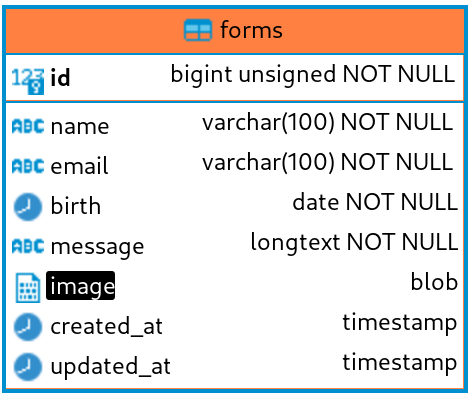 forms
123 id bigint unsigned NOT NULL
ABC name varchar(100) NOT NULL
ABC email varchar(100) NOT NULL
birth date NOT NULL
ABC message longtext NOT NULL
image blob
created_at timestamp
updated_at timestamp